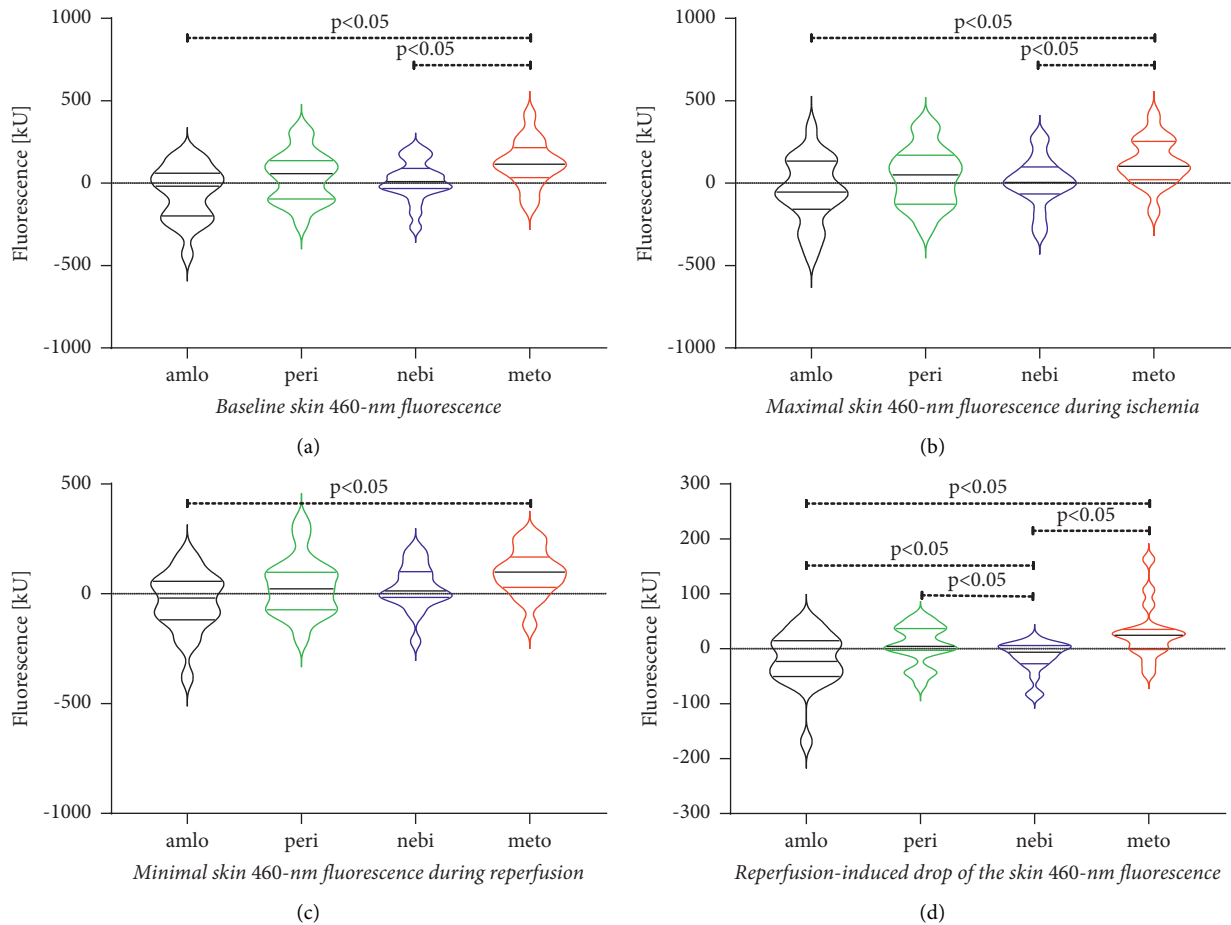 1000
500
0
-500
-1000
Fluorescence [kU]
p<0.05
p<0.05
amlo peri nebi meto
Baseline skin 460-nm fluorescence
(a)
1000
500
0
-500
-1000
Fluorescence [kU]
p<0.05
p<0.05
amlo peri nebi meto
Maximal skin 460-nm fluorescence during ischemia
(b)
500
0
-500
-1000
Fluorescence [kU]
p<0.05
amlo peri nebi meto
Minimal skin 460-nm fluorescence during reperfusion
(c)
300
200
100
0
-100
-200
-300
Fluorescence [kU]
p<0.05
p<0.05
p<0.05
p<0.05
amlo peri nebi meto
Reperfusion-induced drop of the skin 460-nm fluorescence
(d)